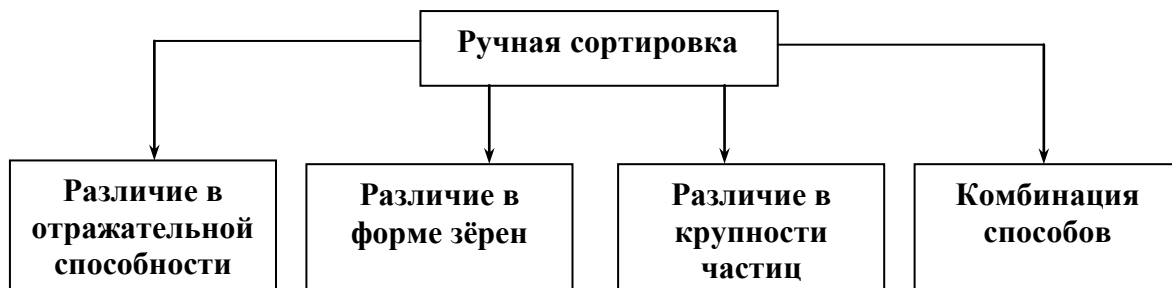 Ручная сортировка
Различие в
отражательной
способности
Различие в
форме зёрен
Различие в
крупности
частиц
Комбинация
способов